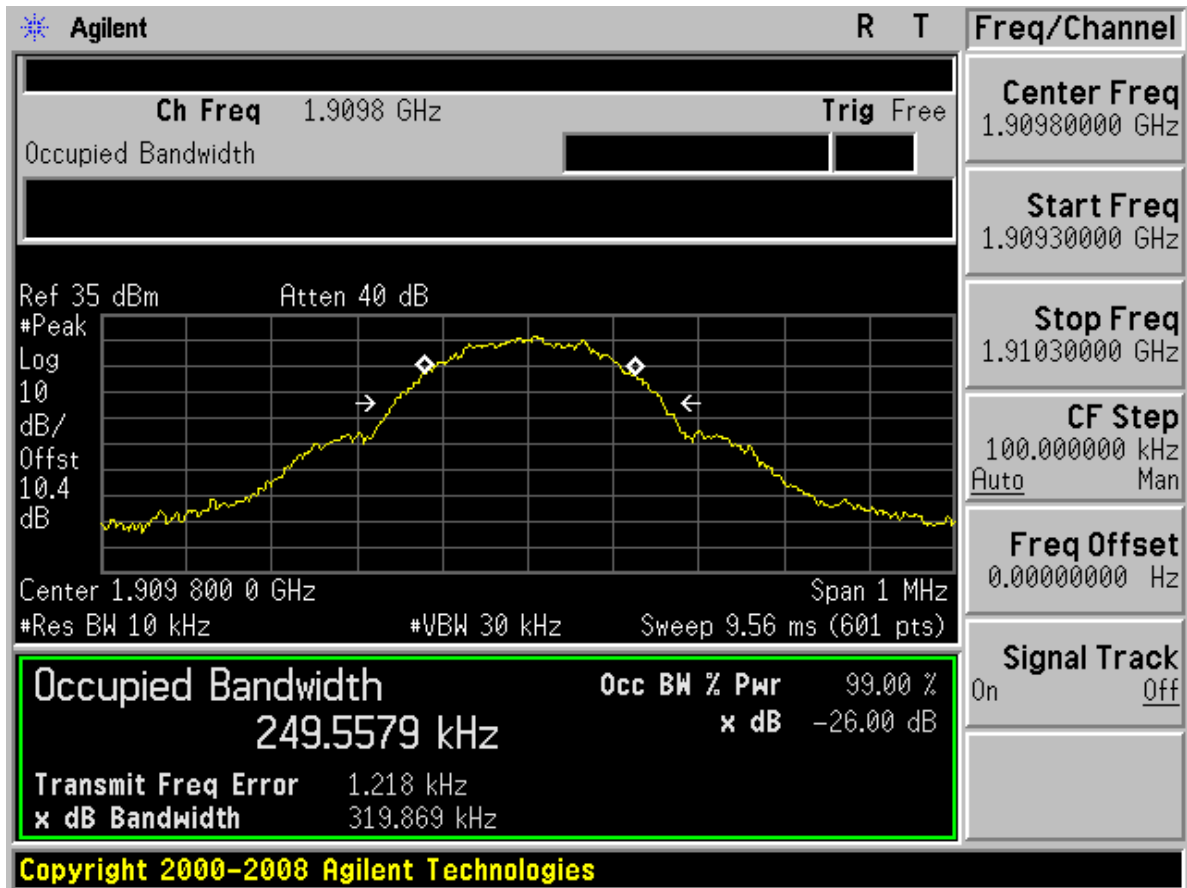 Agilent R T
Ch Freq 1.9098 GHz Trig Free
Occupied Bandwidth
Ref 35 dBm Atten 40 dB
#Peak
Log
10
dB/
Offst
10.4
dB
Center 1.909 800 0 GHz Span 1 MHz
#Res BW 10 kHz #VBW 30 kHz Sweep 9.56 ms (601 pts)
Occupied Bandwidth Occ BW % Pwr 99.00 %
249.5579 kHz x dB -26.00 dB
Transmit Freq Error 1.218 kHz
x dB Bandwidth 319.869 kHz
Copyright 2000-2008 Agilent Technologies
Freq/Channel
Center Freq
1.90980000 GHz
Start Freq
1.90930000 GHz
Stop Freq
1.91030000 GHz
CF Step
100.000000 kHz
Auto Man
Freq Offset
0.00000000 Hz
Signal Track
On Off